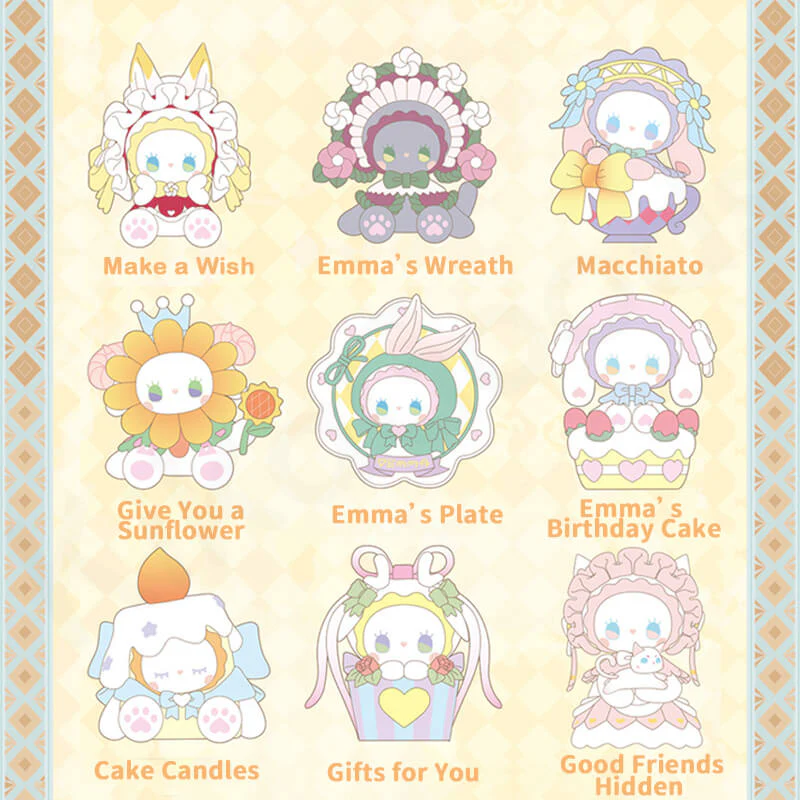 Make a Wish
Emma's Wreath
Macchiato
Give You a
Sunflower
Emma's Plate
Emma's
Birthday Cake
Cake Candles
Gifts for You
Good Friends
Hidden